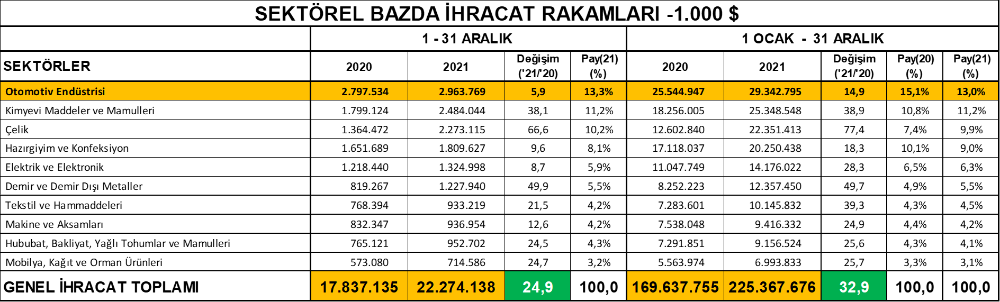 SEKTÖREL BAZDA İHRACAT RAKAMLARI -1.000 $
1 - 31 ARALIK 1 OCAK - 31 ARALIK
SEKTÖRLER 2020 2021 Değişim ('21/'20) Pay(21) (%) 2020 2021 Değişim ('21/'20) Pay(20) (%) Pay(21) (%)
Otomotiv Endüstrisi 2.797.534 2.963.769 5,9 13,3% 25.544.947 29.342.795 14,9 15,1% 13,0%
Kimyevi Maddeler ve Mamulleri 1.799.124 2.484.044 38,1 11,2% 18.256.005 25.348.548 38,9 10,8% 11,2%
Çelik 1.364.472 2.273.115 66,6 10,2% 12.602.840 22.351.413 77,4 7,4% 9,9%
Hazırgiyim ve Konfeksiyon 1.651.689 1.809.627 9,6 8,1% 17.118.037 20.250.438 18,3 10,1% 9,0%
Elektrik ve Elektronik 1.218.440 1.324.998 8,7 5,9% 11.047.749 14.176.022 28,3 6,5% 6,3%
Demir ve Demir Dışı Metaller 819.267 1.227.940 49,9 5,5% 8.252.223 12.357.450 49,7 4,9% 5,5%
Tekstil ve Hammaddeleri 768.394 933.219 21,5 4,2% 7.283.601 10.145.832 39,3 4,3% 4,5%
Makine ve Aksamları 832.347 936.954 12,6 4,2% 7.538.048 9.416.332 24,9 4,4% 4,2%
Hububat, Bakliyat, Yağlı Tohumlar ve Mamulleri 765.121 952.702 24,5 4,3% 7.291.851 9.156.524 25,6 4,3% 4,1%
Mobilya, Kağıt ve Orman Ürünleri 573.080 714.586 24,7 3,2% 5.563.974 6.993.833 25,7 3,3% 3,1%
GENEL İHRACAT TOPLAMI 17.837.135 22.274.138 24,9 100,0 169.637.755 225.367.676 32,9 100,0 100,0